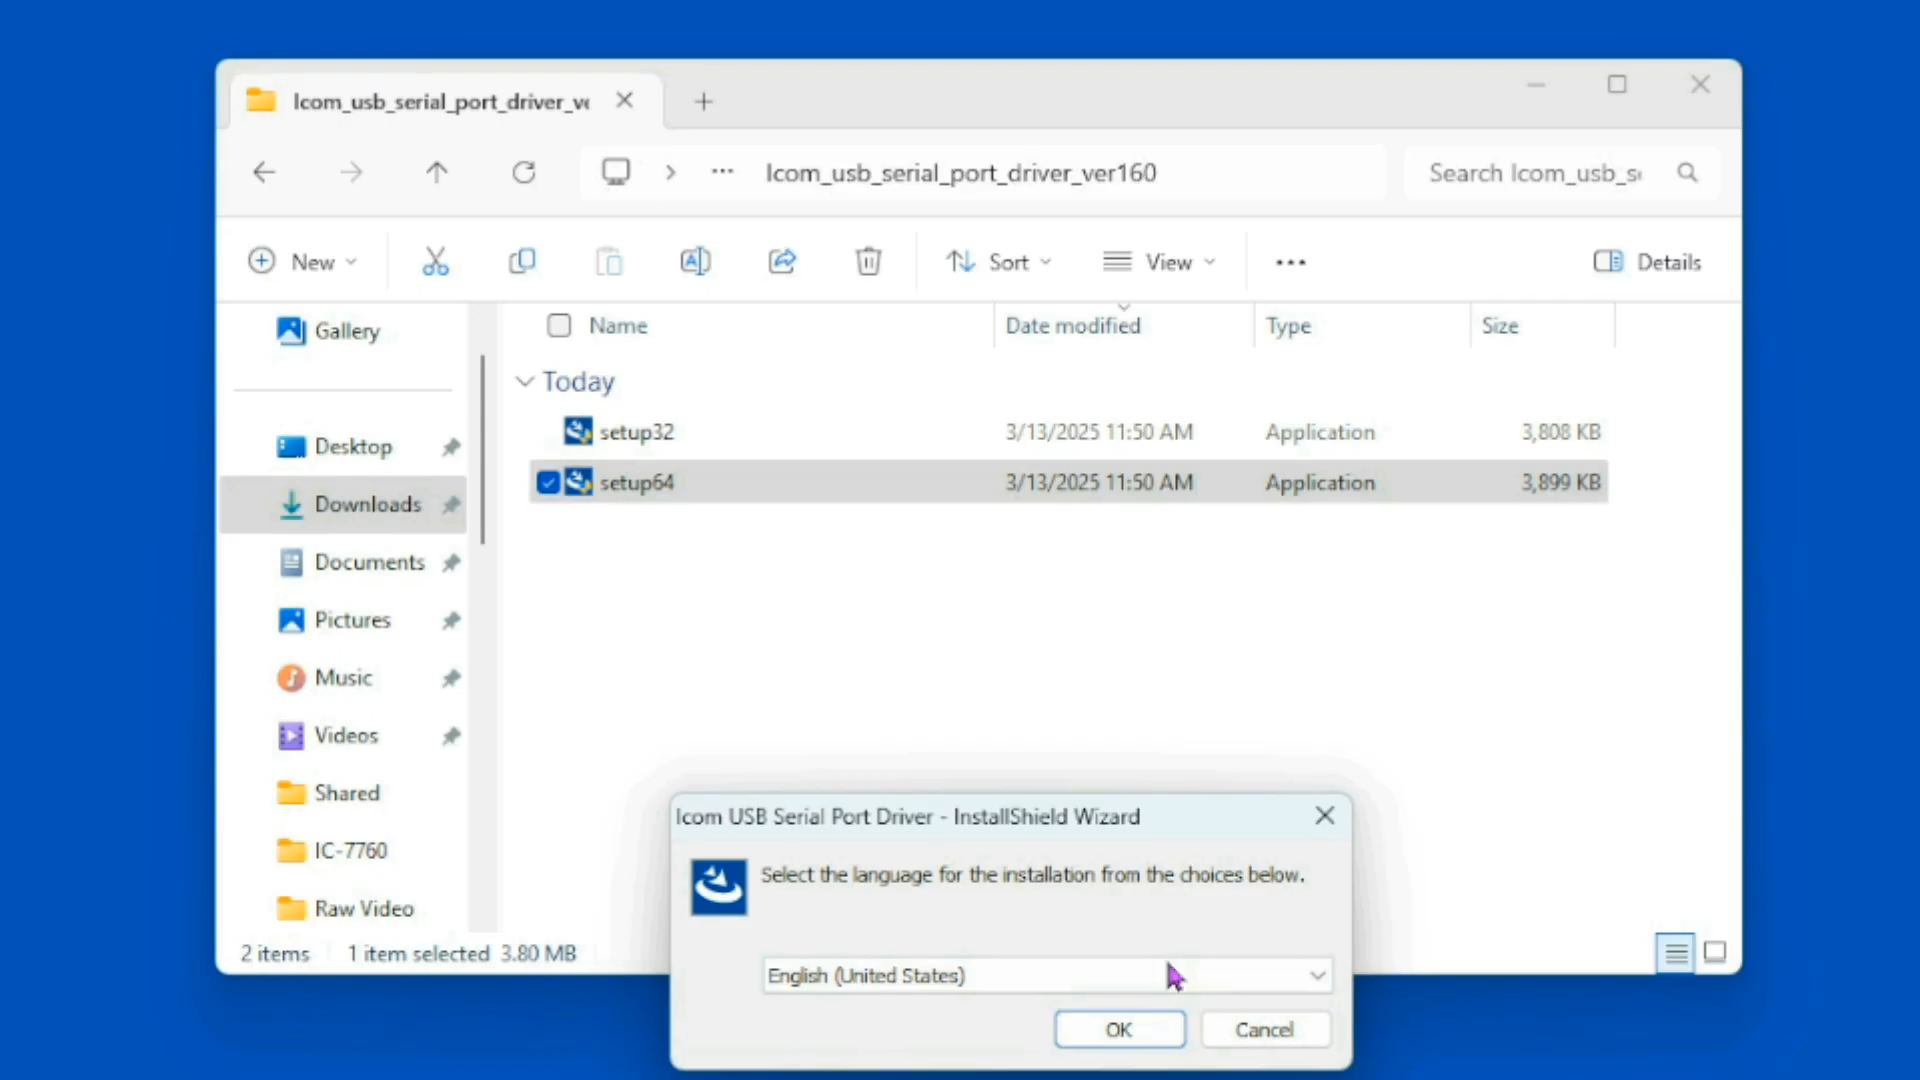 Icom_usb_serial_port_driver_ve
Icom_usb_serial_port_driver_ver160
Search Icom_usb_se
New
Sort
View
Details
Gallery
Desktop
Downloads
Documents
Pictures
Music
Videos
Shared
IC-7760
Raw Video
Name Date modified Type Size
Today
setup32 3/13/2025 11:50 AM Application 3,808 KB
setup64 3/13/2025 11:50 AM Application 3,899 KB
2 items 1 item selected 3.80 MB
Icom USB Serial Port Driver - InstallShield Wizard
Select the language for the installation from the choices below.
English (United States)
OK
Cancel